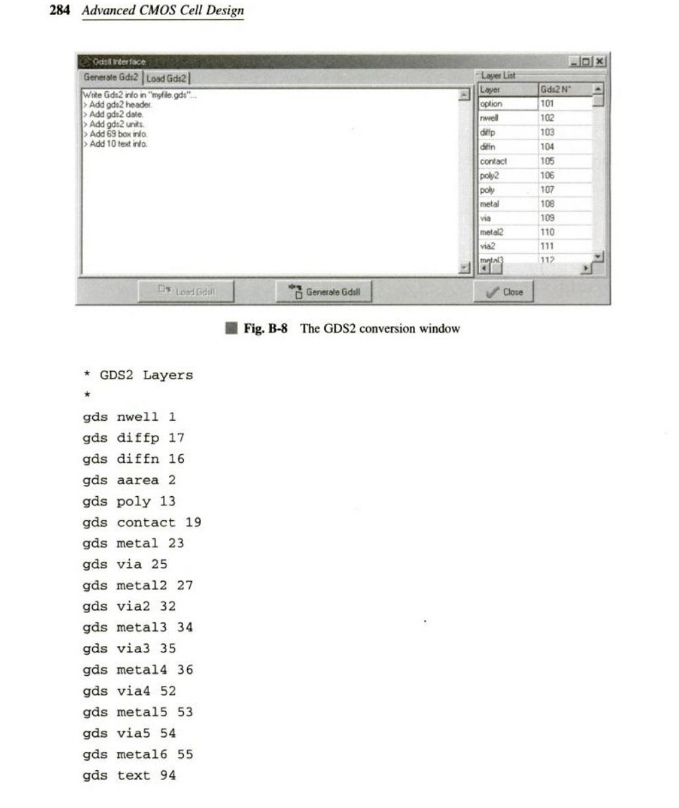 284 Advanced CMOS Cell Design
GdsII Interface
Generate Gds2 Load Gds2
Write Gds2 info in "myfile.gds"...
> Add gds2 header.
> Add gds2 date.
> Add gds2 units.
> Add 69 box info.
> Add 10 text info.
Layer List
Layer Gds2 N°
option 101
nwell 102
diffp 103
diffn 104
contact 105
poly2 106
poly 107
metal 108
via 109
metal2 110
via2 111
metal3 112
Load GdsII Generate GdsII Close
Fig. B-8 The GDS2 conversion window
* GDS2 Layers
*
gds nwell 1
gds diffp 17
gds diffn 16
gds aarea 2
gds poly 13
gds contact 19
gds metal 23
gds via 25
gds metal2 27
gds via2 32
gds metal3 34
gds via3 35
gds metal4 36
gds via4 52
gds metal5 53
gds via5 54
gds metal6 55
gds text 94